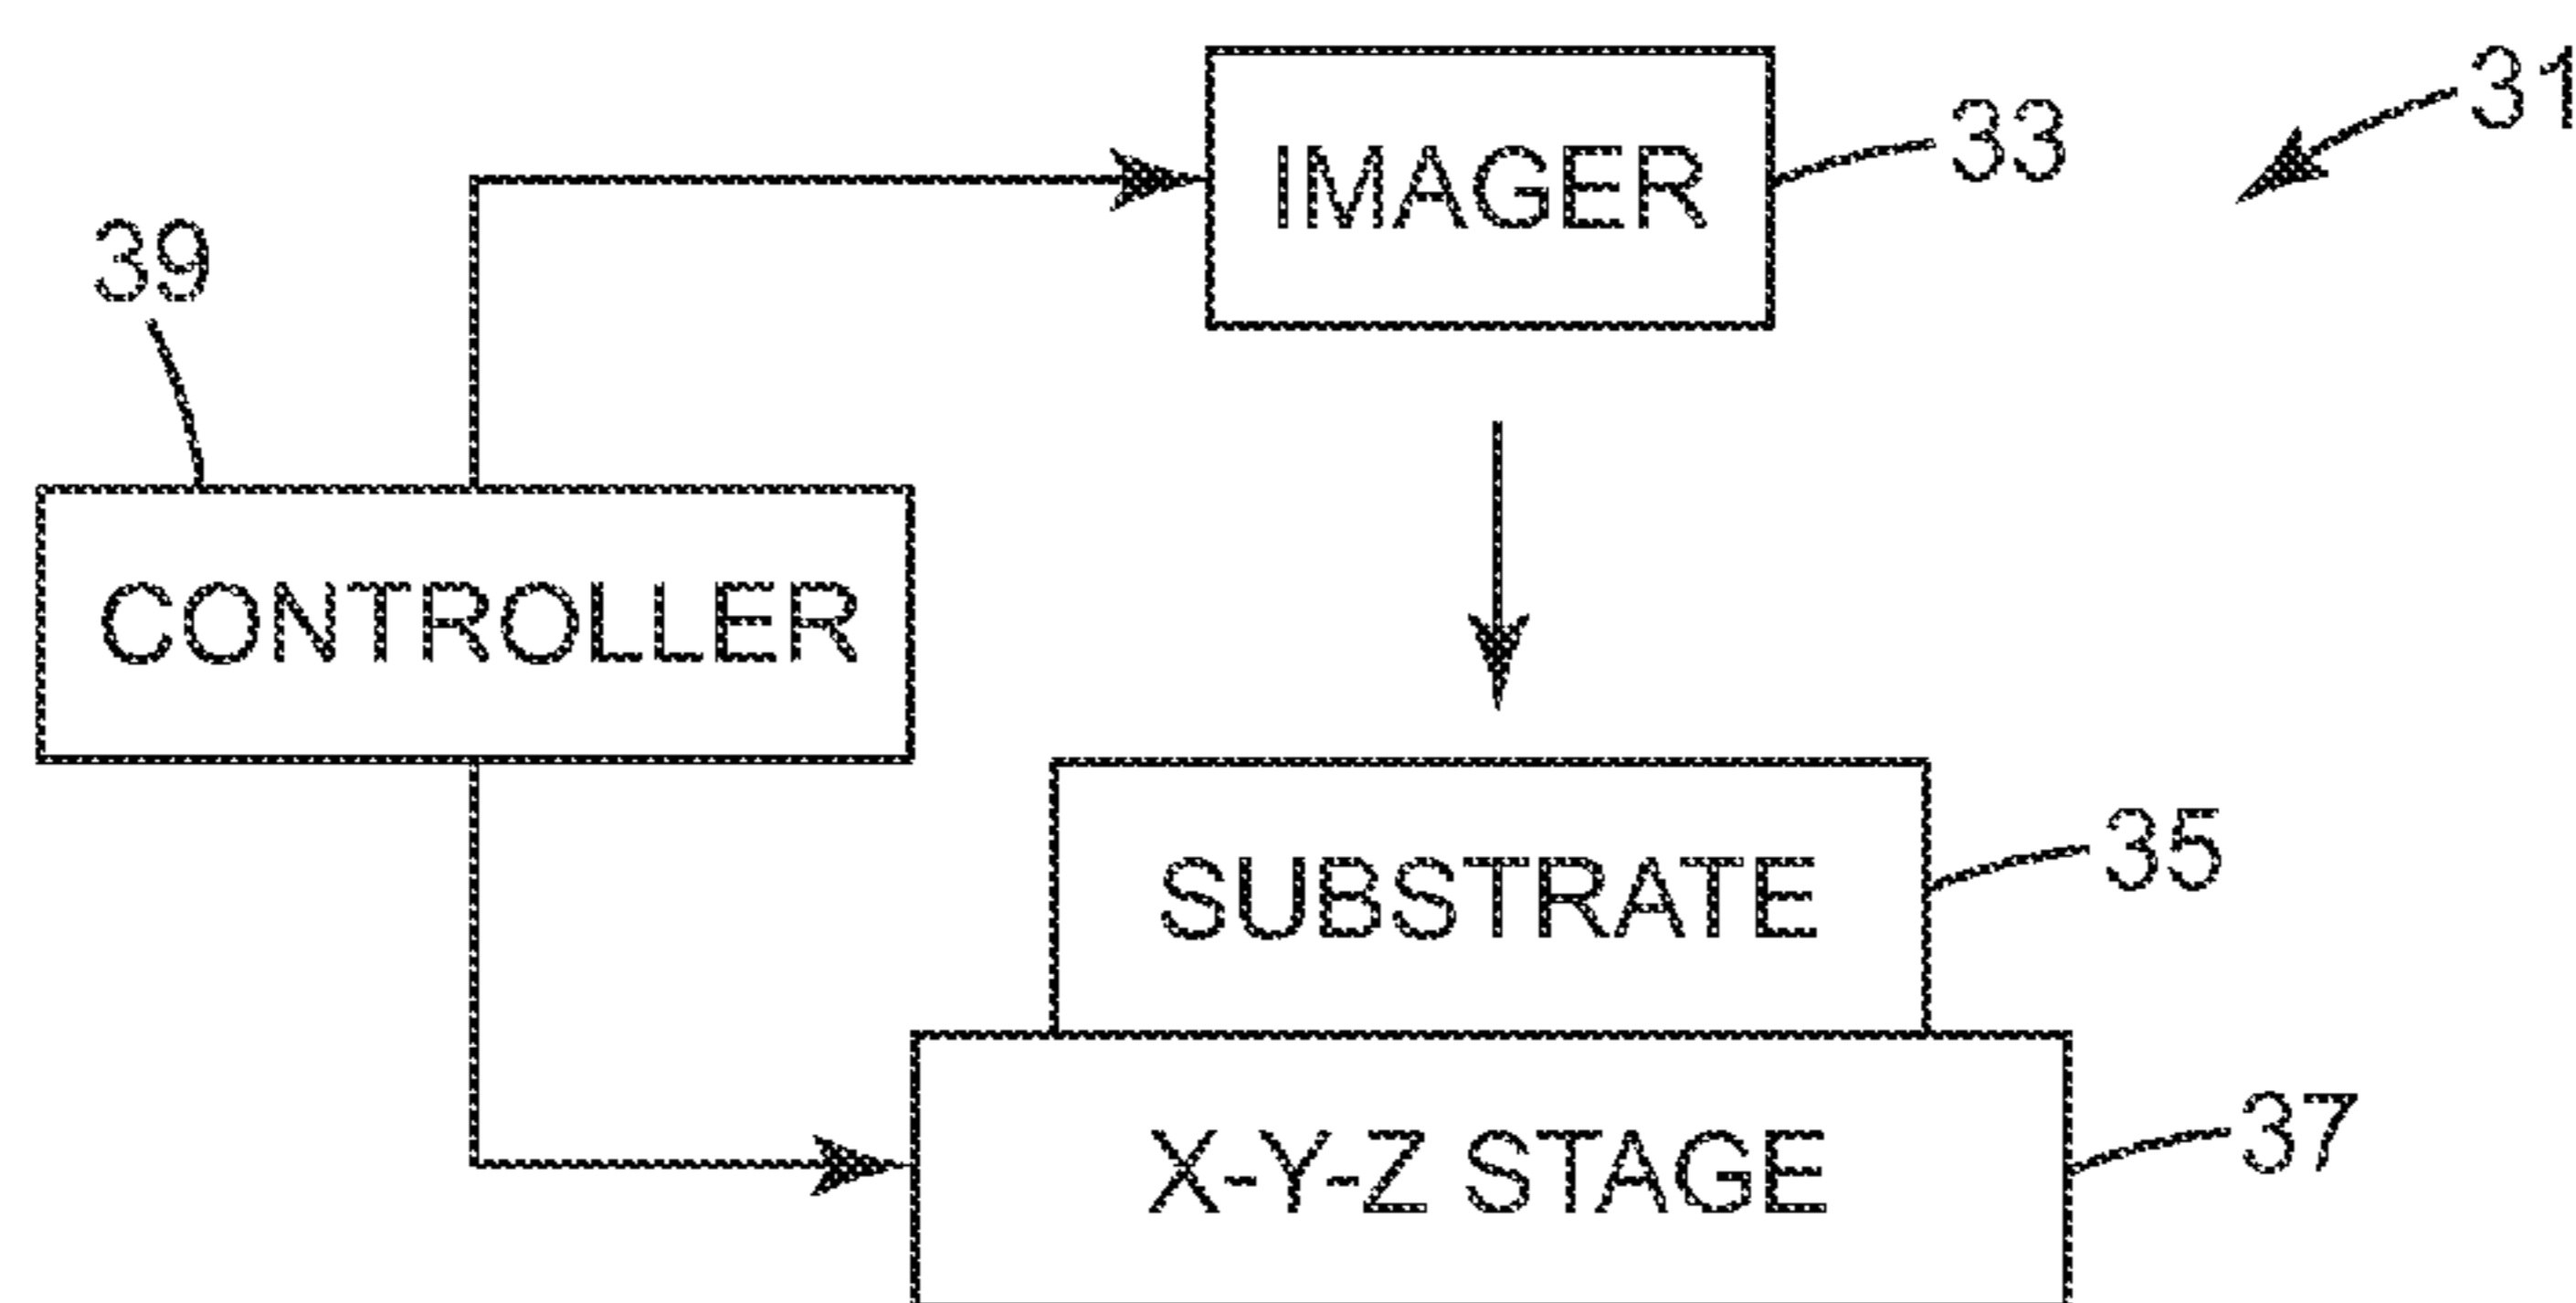 31
IMAGER
33
39
CONTROLLER
SUBSTRATE
35
X-Y-Z STAGE
37